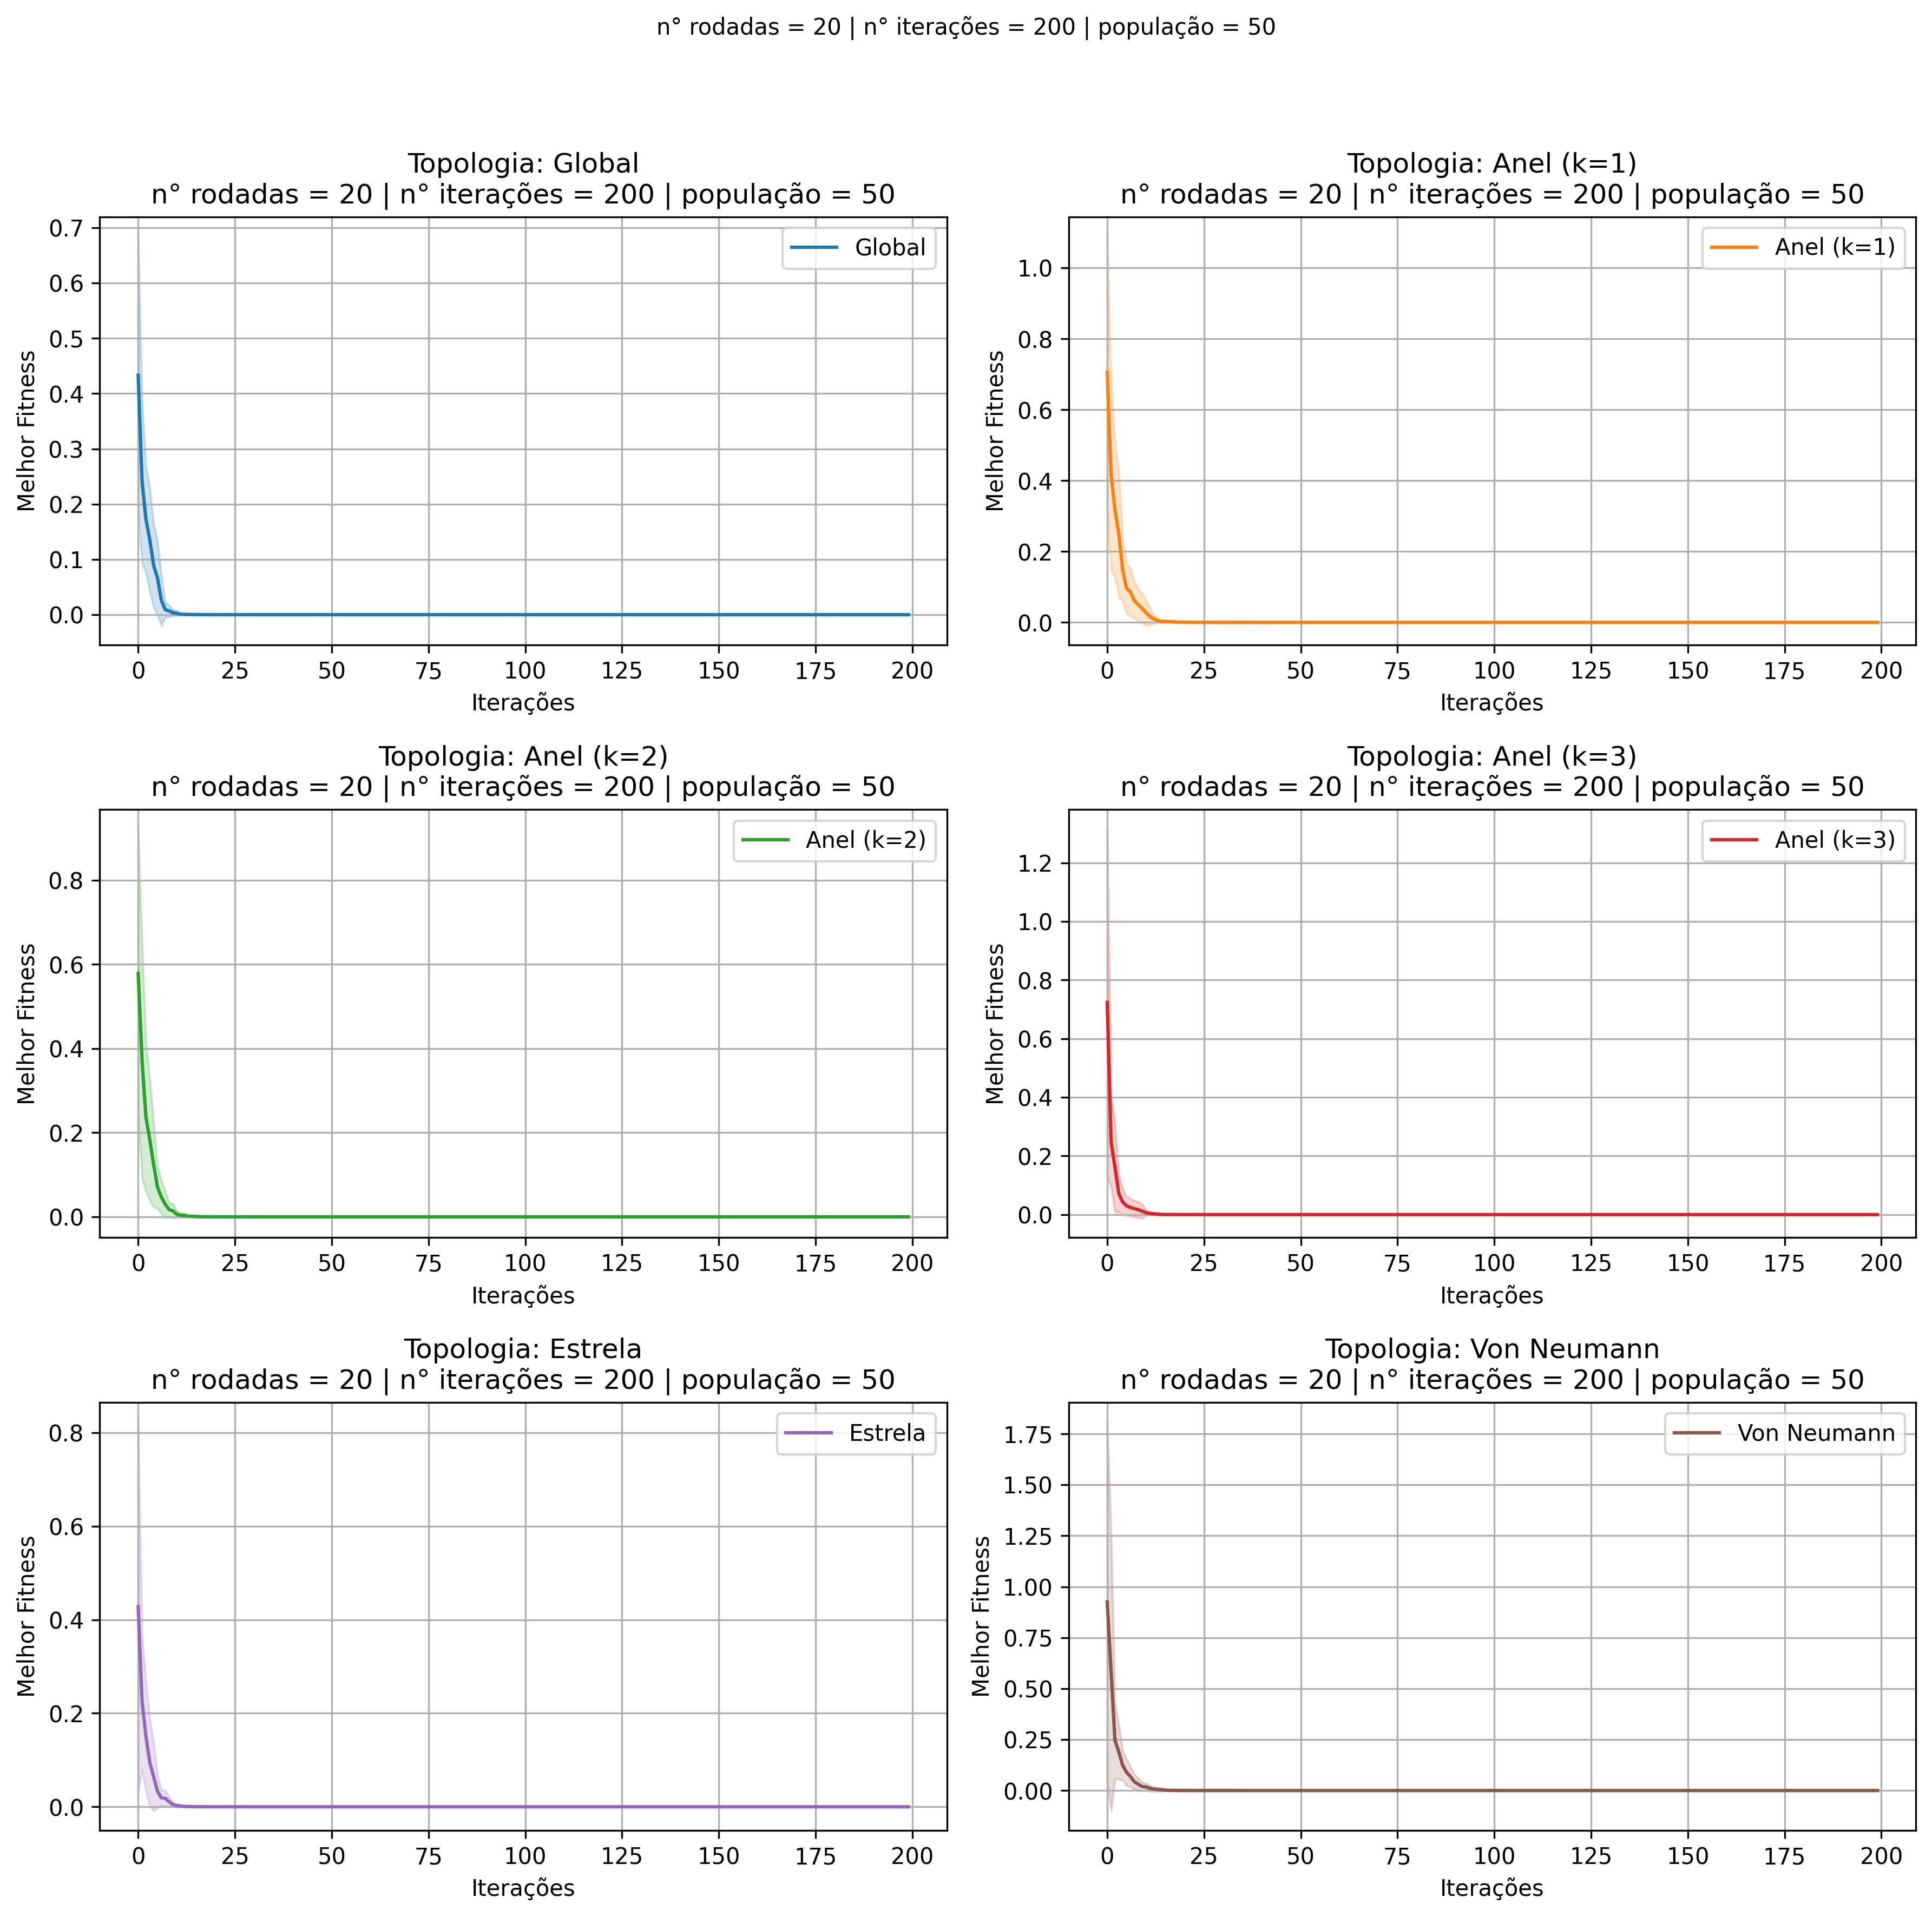 n° rodadas = 20 | n° iterações = 200 | população = 50
Topologia: Global
n° rodadas = 20 | n° iterações = 200 | população = 50
Melhor Fitness
0.7
0.6
0.5
0.4
0.3
0.2
0.1
0.0
Global
0 25 50 75 100 125 150 175 200
Iterações
Topologia: Anel (k=1)
n° rodadas = 20 | n° iterações = 200 | população = 50
Melhor Fitness
1.0
0.8
0.6
0.4
0.2
0.0
Anel (k=1)
0 25 50 75 100 125 150 175 200
Iterações
Topologia: Anel (k=2)
n° rodadas = 20 | n° iterações = 200 | população = 50
Melhor Fitness
0.8
0.6
0.4
0.2
0.0
Anel (k=2)
0 25 50 75 100 125 150 175 200
Iterações
Topologia: Anel (k=3)
n° rodadas = 20 | n° iterações = 200 | população = 50
Melhor Fitness
1.2
1.0
0.8
0.6
0.4
0.2
0.0
Anel (k=3)
0 25 50 75 100 125 150 175 200
Iterações
Topologia: Estrela
n° rodadas = 20 | n° iterações = 200 | população = 50
Melhor Fitness
0.8
0.6
0.4
0.2
0.0
Estrela
0 25 50 75 100 125 150 175 200
Iterações
Topologia: Von Neumann
n° rodadas = 20 | n° iterações = 200 | população = 50
Melhor Fitness
1.75
1.50
1.25
1.00
0.75
0.50
0.25
0.00
Von Neumann
0 25 50 75 100 125 150 175 200
Iterações